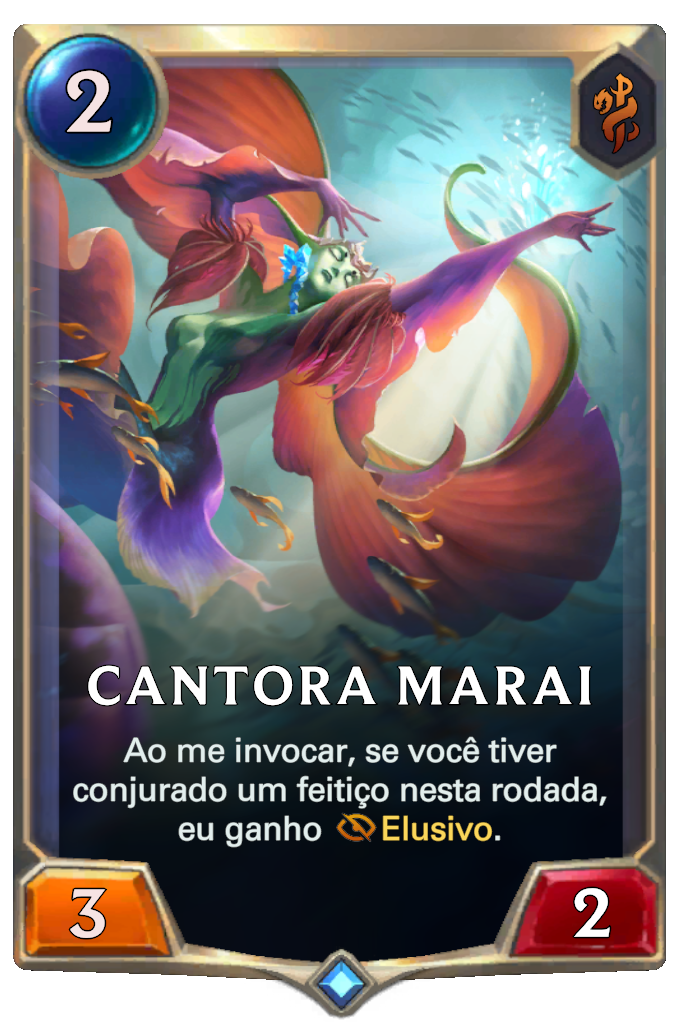 2
CANTORA MARAI
Ao me invocar, se você tiver
conjurado um feitiço nesta rodada,
eu ganho Elusivo.
3
2